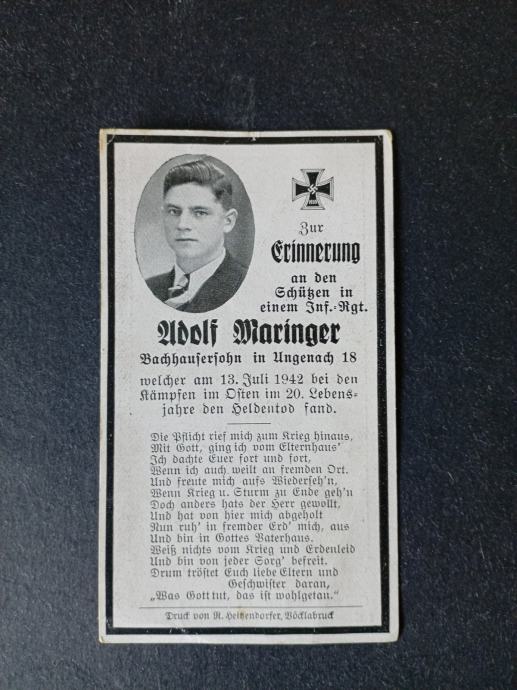 Zur
Erinnerung
an den
Schützen in
einem Inf.-Rgt.
Adolf Maringer
Bachhausersohn in Ungenach 18
welcher am 13. Juli 1942 bei den
Kämpfen im Osten im 20. Lebens-
jahre den Heldentod fand.
Die Pflicht rief mich zum Krieg hinaus,
Mit Gott, ging ich vom Elternhaus'
Ich dachte Euer fort und fort,
Wenn ich auch weilt an fremden Ort.
Und freute mich aufs Wiederseh'n,
Wenn Krieg u. Sturm zu Ende geh'n
Doch anders hats der Herr gewollt,
Und hat von hier mich abgeholt
Nun ruh' in fremder Erd' mich, aus
Und bin in Gottes Vaterhaus.
Weiß nichts vom Krieg und Erdenleid
Und bin von jeder Sorg' befreit.
Drum tröstet Euch liebe Eltern und
Geschwister daran,
„Was Gott tut, das ist wohlgetan."
Druck von R. Heitzendorfer, Vöcklabruck